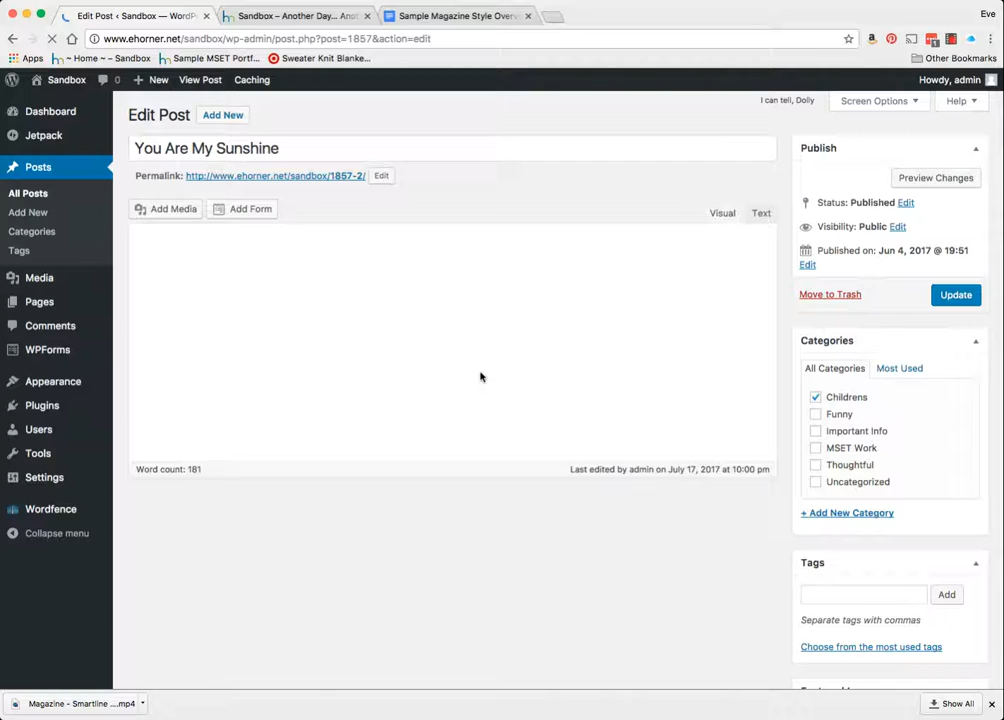 Edit Post ‹ Sandbox — WordP
Sandbox – Another Day... Anot
Sample Magazine Style Overv
Eve
www.ehorner.net/sandbox/wp-admin/post.php?post=1857&action=edit
Apps
~ Home ~ – Sandbox
Sample MSET Portf...
Sweater Knit Blanke...
Other Bookmarks
Sandbox
0
New
View Post
Caching
Howdy, admin
Dashboard
Jetpack
Posts
All Posts
Add New
Categories
Tags
Media
Pages
Comments
WPForms
Appearance
Plugins
Users
Tools
Settings
Wordfence
Collapse menu
I can tell, Dolly
Screen Options
Help
Edit Post
Add New
You Are My Sunshine
Permalink: http://www.ehorner.net/sandbox/1857-2/ Edit
Add Media
Add Form
Visual
Text
Word count: 181
Last edited by admin on July 17, 2017 at 10:00 pm
Publish
Preview Changes
Status: Published Edit
Visibility: Public Edit
Published on: Jun 4, 2017 @ 19:51
Edit
Move to Trash
Update
Categories
All Categories
Most Used
Childrens
Funny
Important Info
MSET Work
Thoughtful
Uncategorized
+ Add New Category
Tags
Add
Separate tags with commas
Choose from the most used tags
Magazine - Smartline ....mp4
Show All